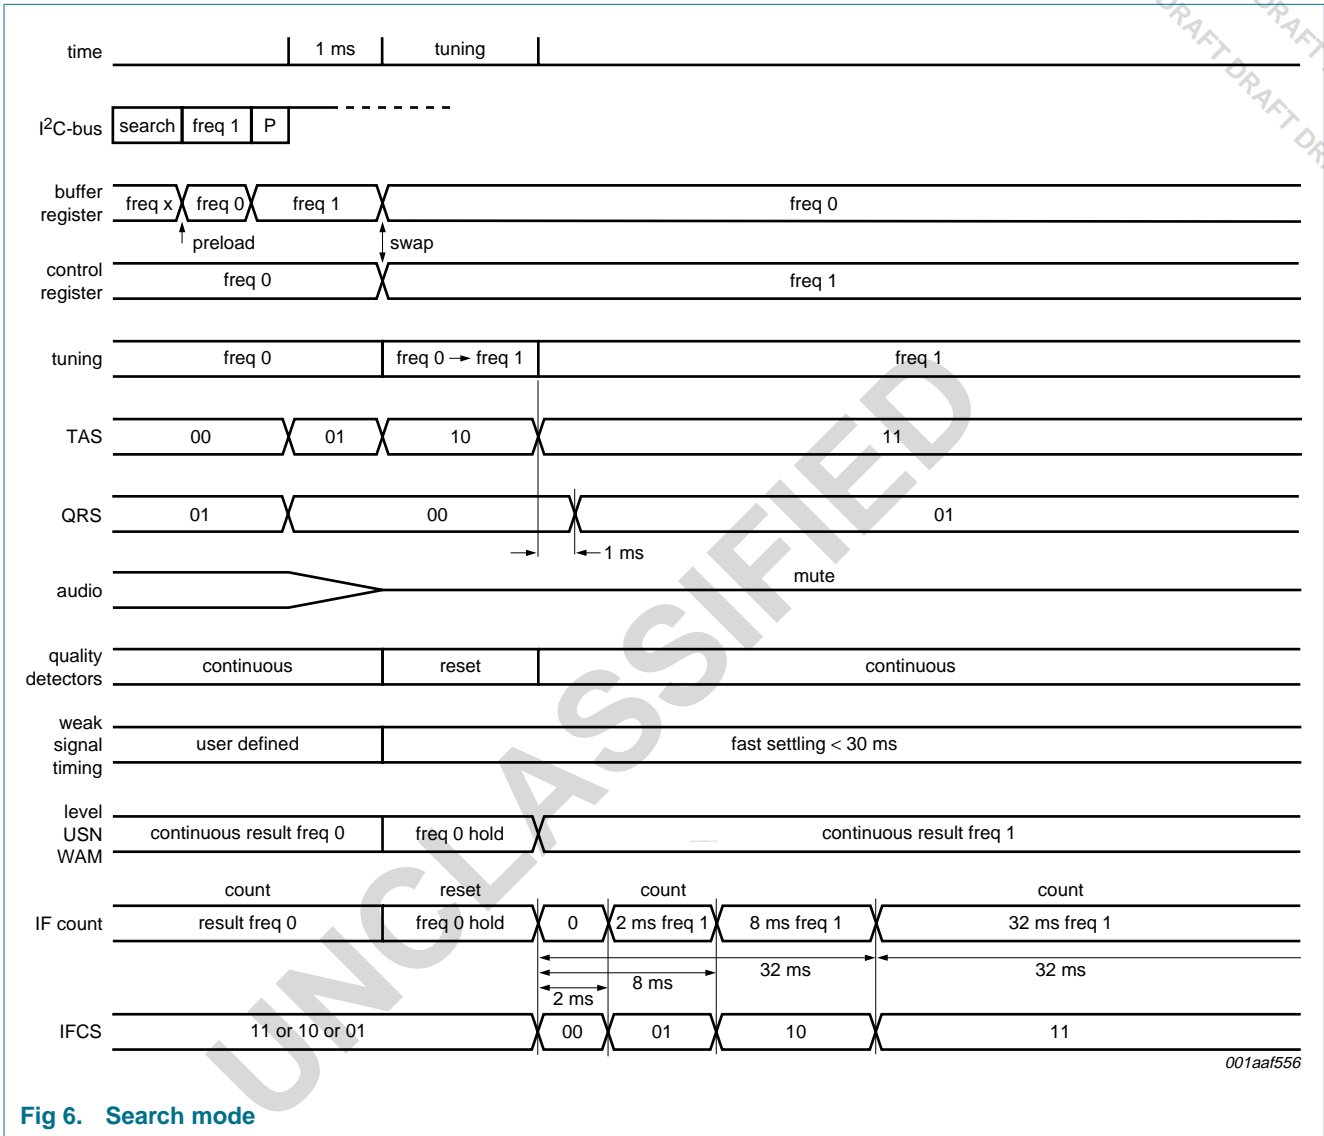 DRAFT DRAFT DRA
DRAFT
time 1 ms tuning
I2C-bus search freq 1 P
buffer register freq x freq 0 freq 1 freq 0
preload swap
control register freq 0 freq 1
tuning freq 0 → freq 0 → freq 1 freq 1
TAS 00 01 10 11
QRS 01 00 01
1 ms
audio mute
quality detectors continuous reset continuous
weak signal timing user defined fast settling < 30 ms
level USN WAM continuous result freq 0 freq 0 hold continuous result freq 1
count reset count count
IF count result freq 0 freq 0 hold 0 2 ms freq 1 8 ms freq 1 32 ms freq 1
32 ms 32 ms
8 ms
2 ms
IFCS 11 or 10 or 01 00 01 10 11
001aaf556
UNCLASSIFIED
Fig 6. Search mode